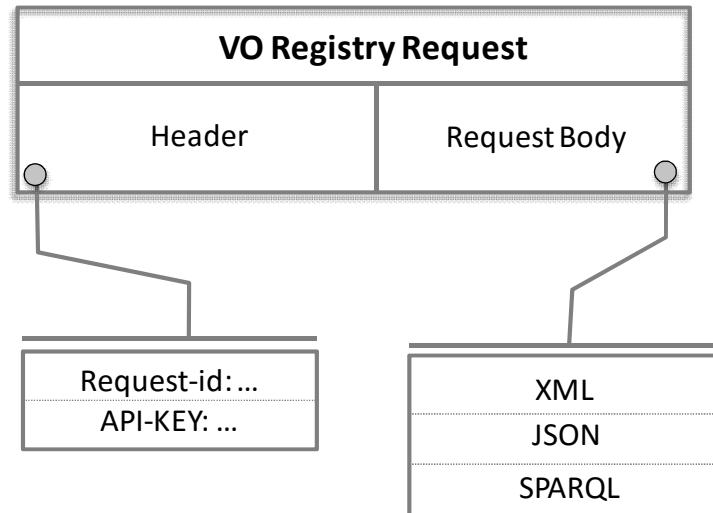 VO Registry Request
Header
Request Body
Request-id: ...
API-KEY: ...
XML
JSON
SPARQL